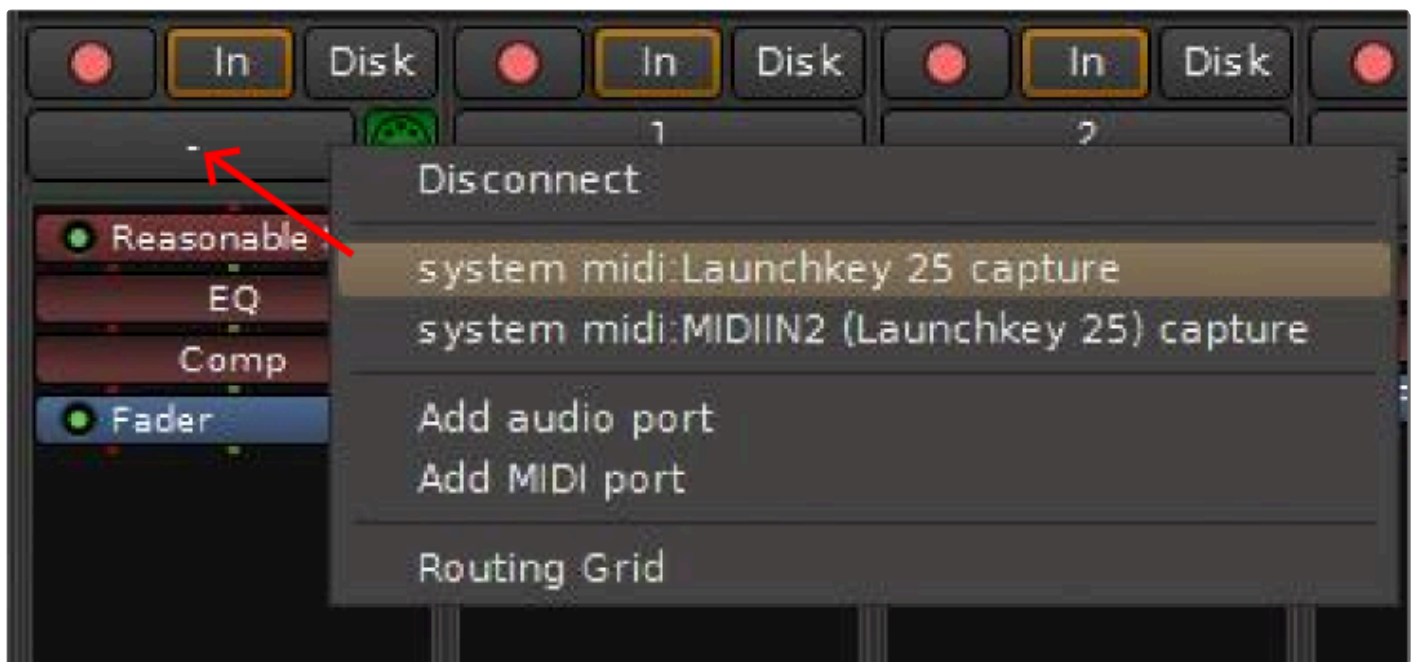 In Disk In Disk In Disk
- 1 2
Disconnect
Reasonable
system midi:Launchkey 25 capture
EQ
system midi:MIDIIN2 (Launchkey 25) capture
Comp
Add audio port
Fader
Add MIDI port
Routing Grid